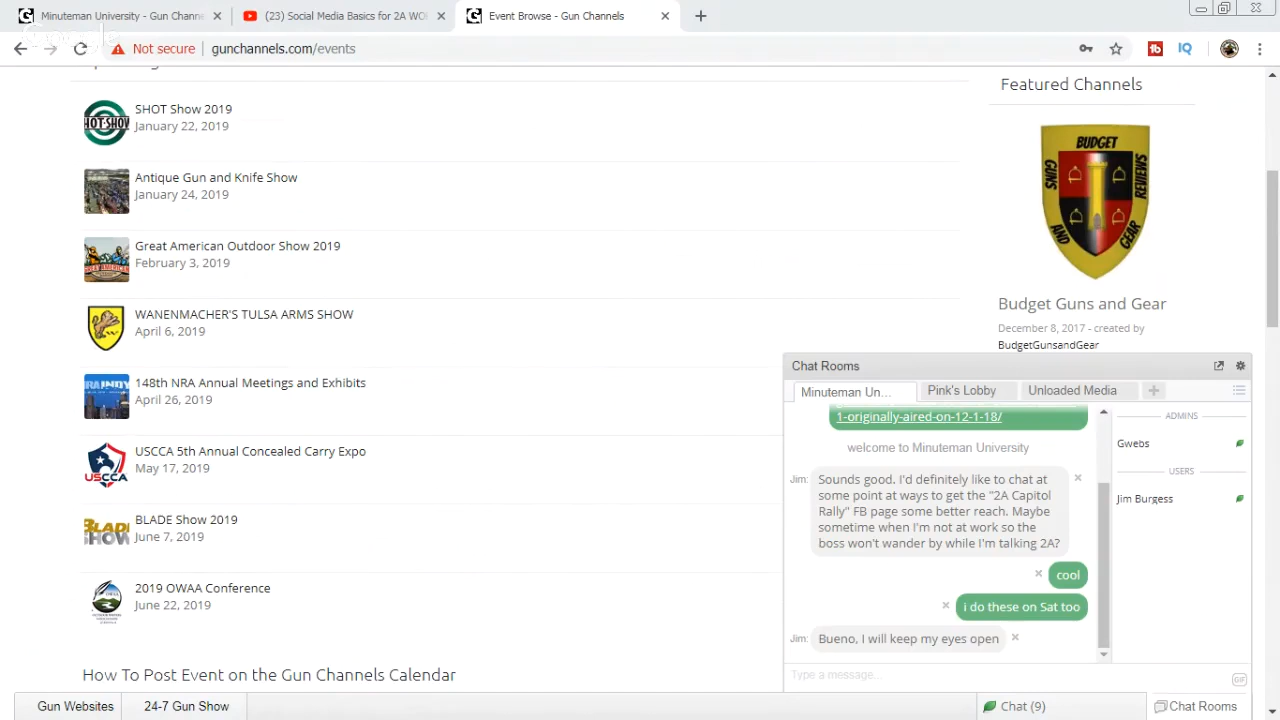 Minuteman University - Gun Chann
(23) Social Media Basics for 2A WO
Event Browse - Gun Channels
Not secure
gunchannels.com/events
Featured Channels
SHOT Show 2019
January 22, 2019
Antique Gun and Knife Show
January 24, 2019
Great American Outdoor Show 2019
February 3, 2019
WANENMACHER'S TULSA ARMS SHOW
April 6, 2019
148th NRA Annual Meetings and Exhibits
April 26, 2019
USCCA 5th Annual Concealed Carry Expo
May 17, 2019
BLADE Show 2019
June 7, 2019
2019 OWAA Conference
June 22, 2019
How To Post Event on the Gun Channels Calendar
BUDGET
GUNS
REVIEWS
AND
GEAR
Budget Guns and Gear
December 8, 2017 - created by
BudgetGunsandGear
USCCA
Chat Rooms
Minuteman Un...
Pink's Lobby
Unloaded Media
1-originally-aired-on-12-1-18/
welcome to Minuteman University
Jim:
Sounds good. I'd definitely like to chat at
some point at ways to get the "2A Capitol
Rally" FB page some better reach. Maybe
sometime when I'm not at work so the
boss won't wander by while I'm talking 2A?
cool
i do these on Sat too
Jim:
Bueno, I will keep my eyes open
Type a message...
GIF
ADMINS
Gwebs
USERS
Jim Burgess
Gun Websites
24-7 Gun Show
Chat (9)
Chat Rooms